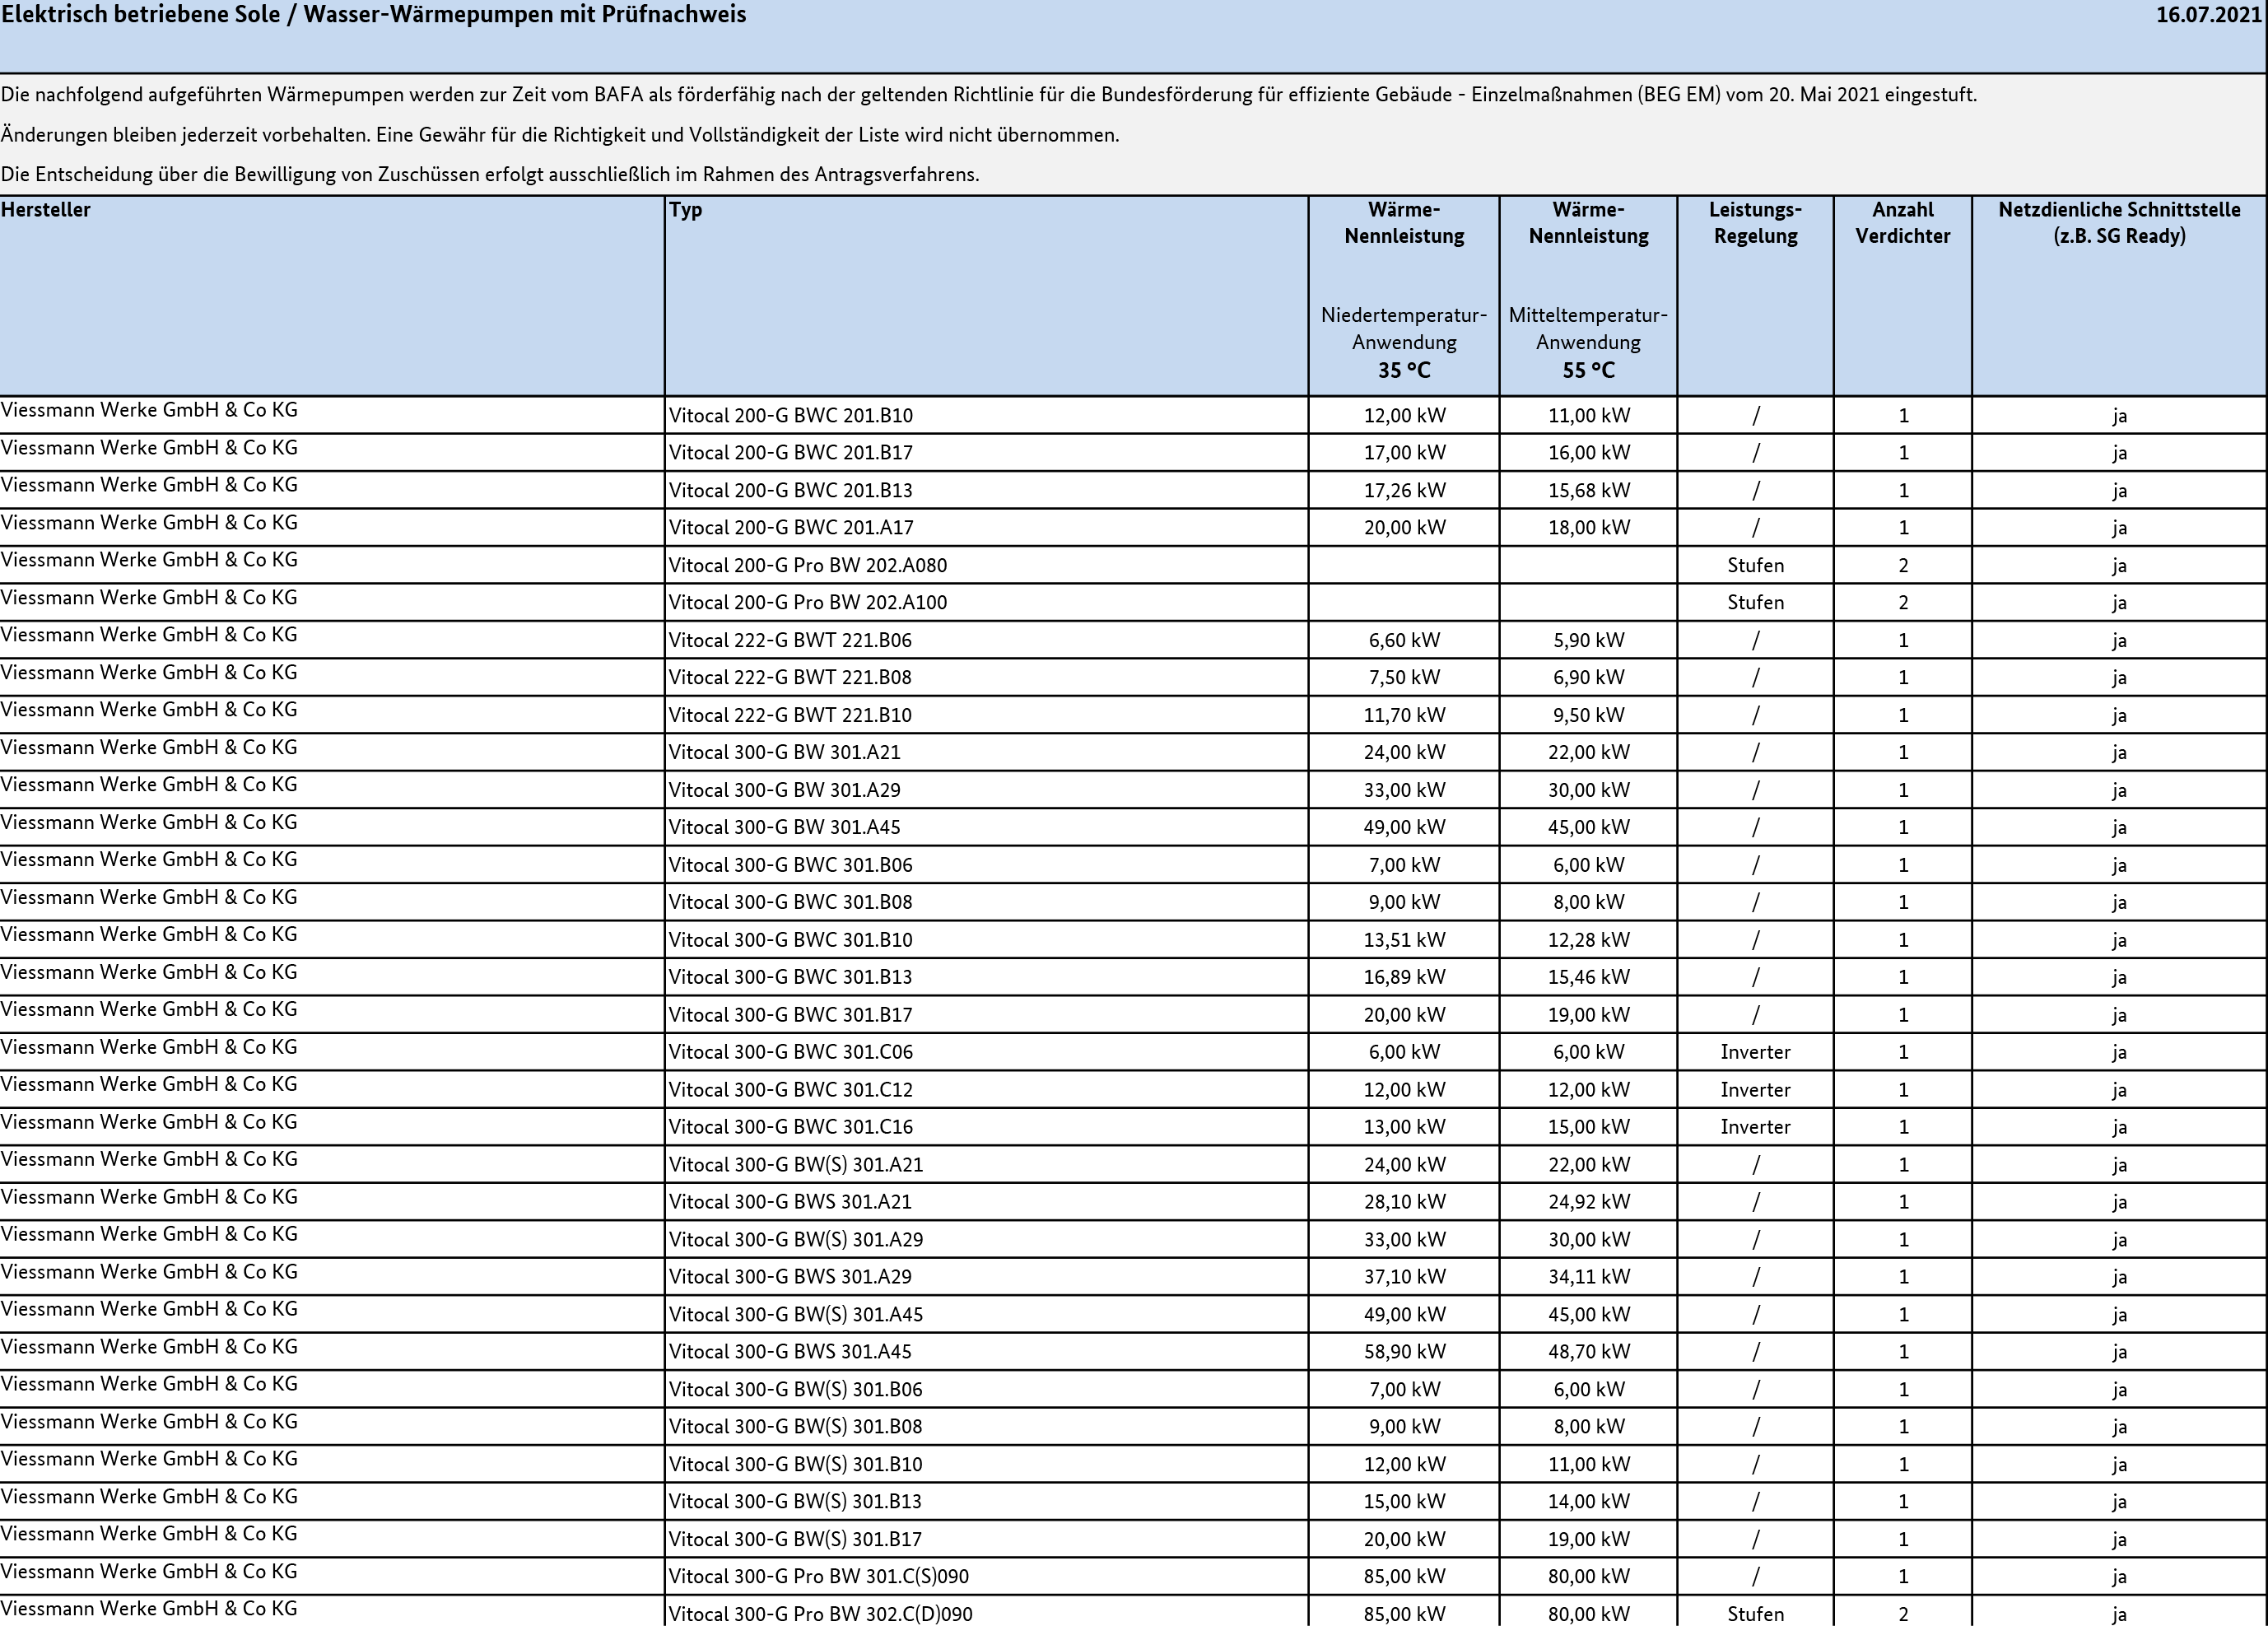 Elektrisch betriebene Sole / Wasser-Wärmepumpen mit Prüfnachweis 16.07.2021
Die nachfolgend aufgeführten Wärmepumpen werden zur Zeit vom BAFA als förderfähig nach der geltenden Richtlinie für die Bundesförderung für effiziente Gebäude - Einzelmaßnahmen (BEG EM) vom 20. Mai 2021 eingestuft.
Änderungen bleiben jederzeit vorbehalten. Eine Gewähr für die Richtigkeit und Vollständigkeit der Liste wird nicht übernommen.
Die Entscheidung über die Bewilligung von Zuschüssen erfolgt ausschließlich im Rahmen des Antragsverfahrens.
Hersteller Typ Wärme- Wärme- Leistungs- Anzahl Netzdienliche Schnittstelle
Nennleistung Nennleistung Regelung Verdichter (z.B. SG Ready)
Niedertemperatur- Mitteltemperatur-
Anwendung Anwendung
35 °C 55 °C
Viessmann Werke GmbH & Co KG Vitocal 200-G BWC 201.B10 12,00 kW 11,00 kW / 1 ja
Viessmann Werke GmbH & Co KG Vitocal 200-G BWC 201.B17 17,00 kW 16,00 kW / 1 ja
Viessmann Werke GmbH & Co KG Vitocal 200-G BWC 201.B13 17,26 kW 15,68 kW / 1 ja
Viessmann Werke GmbH & Co KG Vitocal 200-G BWC 201.A17 20,00 kW 18,00 kW / 1 ja
Viessmann Werke GmbH & Co KG Vitocal 200-G Pro BW 202.A080 Stufen 2 ja
Viessmann Werke GmbH & Co KG Vitocal 200-G Pro BW 202.A100 Stufen 2 ja
Viessmann Werke GmbH & Co KG Vitocal 222-G BWT 221.B06 6,60 kW 5,90 kW / 1 ja
Viessmann Werke GmbH & Co KG Vitocal 222-G BWT 221.B08 7,50 kW 6,90 kW / 1 ja
Viessmann Werke GmbH & Co KG Vitocal 222-G BWT 221.B10 11,70 kW 9,50 kW / 1 ja
Viessmann Werke GmbH & Co KG Vitocal 300-G BW 301.A21 24,00 kW 22,00 kW / 1 ja
Viessmann Werke GmbH & Co KG Vitocal 300-G BW 301.A29 33,00 kW 30,00 kW / 1 ja
Viessmann Werke GmbH & Co KG Vitocal 300-G BW 301.A45 49,00 kW 45,00 kW / 1 ja
Viessmann Werke GmbH & Co KG Vitocal 300-G BWC 301.B06 7,00 kW 6,00 kW / 1 ja
Viessmann Werke GmbH & Co KG Vitocal 300-G BWC 301.B08 9,00 kW 8,00 kW / 1 ja
Viessmann Werke GmbH & Co KG Vitocal 300-G BWC 301.B10 13,51 kW 12,28 kW / 1 ja
Viessmann Werke GmbH & Co KG Vitocal 300-G BWC 301.B13 16,89 kW 15,46 kW / 1 ja
Viessmann Werke GmbH & Co KG Vitocal 300-G BWC 301.B17 20,00 kW 19,00 kW / 1 ja
Viessmann Werke GmbH & Co KG Vitocal 300-G BWC 301.C06 6,00 kW 6,00 kW Inverter 1 ja
Viessmann Werke GmbH & Co KG Vitocal 300-G BWC 301.C12 12,00 kW 12,00 kW Inverter 1 ja
Viessmann Werke GmbH & Co KG Vitocal 300-G BWC 301.C16 13,00 kW 15,00 kW Inverter 1 ja
Viessmann Werke GmbH & Co KG Vitocal 300-G BW(S) 301.A21 24,00 kW 22,00 kW / 1 ja
Viessmann Werke GmbH & Co KG Vitocal 300-G BWS 301.A21 28,10 kW 24,92 kW / 1 ja
Viessmann Werke GmbH & Co KG Vitocal 300-G BW(S) 301.A29 33,00 kW 30,00 kW / 1 ja
Viessmann Werke GmbH & Co KG Vitocal 300-G BWS 301.A29 37,10 kW 34,11 kW / 1 ja
Viessmann Werke GmbH & Co KG Vitocal 300-G BW(S) 301.A45 49,00 kW 45,00 kW / 1 ja
Viessmann Werke GmbH & Co KG Vitocal 300-G BWS 301.A45 58,90 kW 48,70 kW / 1 ja
Viessmann Werke GmbH & Co KG Vitocal 300-G BW(S) 301.B06 7,00 kW 6,00 kW / 1 ja
Viessmann Werke GmbH & Co KG Vitocal 300-G BW(S) 301.B08 9,00 kW 8,00 kW / 1 ja
Viessmann Werke GmbH & Co KG Vitocal 300-G BW(S) 301.B10 12,00 kW 11,00 kW / 1 ja
Viessmann Werke GmbH & Co KG Vitocal 300-G BW(S) 301.B13 15,00 kW 14,00 kW / 1 ja
Viessmann Werke GmbH & Co KG Vitocal 300-G BW(S) 301.B17 20,00 kW 19,00 kW / 1 ja
Viessmann Werke GmbH & Co KG Vitocal 300-G Pro BW 301.C(S)090 85,00 kW 80,00 kW / 1 ja
Viessmann Werke GmbH & Co KG Vitocal 300-G Pro BW 302.C(D)090 85,00 kW 80,00 kW Stufen 2 ja